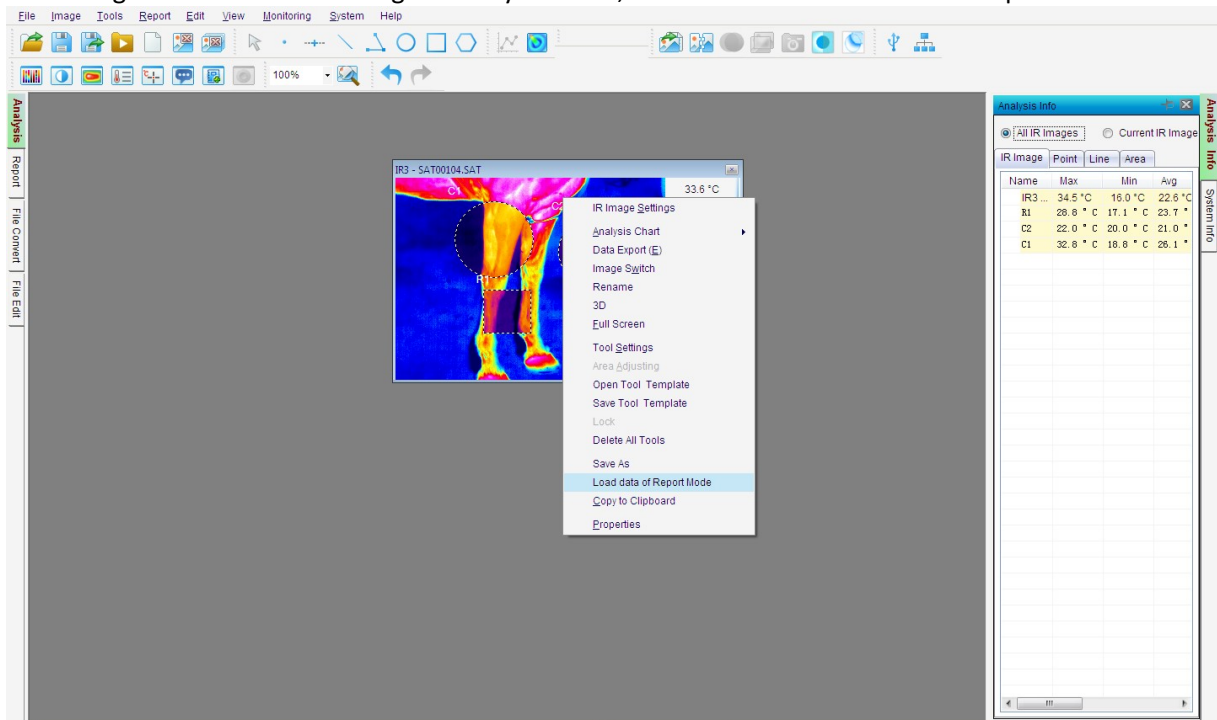 File Image Tools Report Edit View Monitoring System Help
100%
Analysis
Report
File Convert
File Edit
IR3 - SAT00104.SAT
33.6 °C
C1
R1
IR Image Settings
Analysis Chart
Data Export (E)
Image Switch
Rename
3D
Full Screen
Tool Settings
Area Adjusting
Open Tool Template
Save Tool Template
Lock
Delete All Tools
Save As
Load data of Report Mode
Copy to Clipboard
Properties
Analysis Info
All IR Images Current IR Image
IR Image Point Line Area
Name Max Min Avg
IR3 ... 34.5 °C 16.0 °C 22.6 °C
R1 28.8 ° C 17.1 ° C 23.7 °
C2 22.0 ° C 20.0 ° C 21.0 °
C1 32.8 ° C 18.8 ° C 26.1 °
Analysis Info
System Info